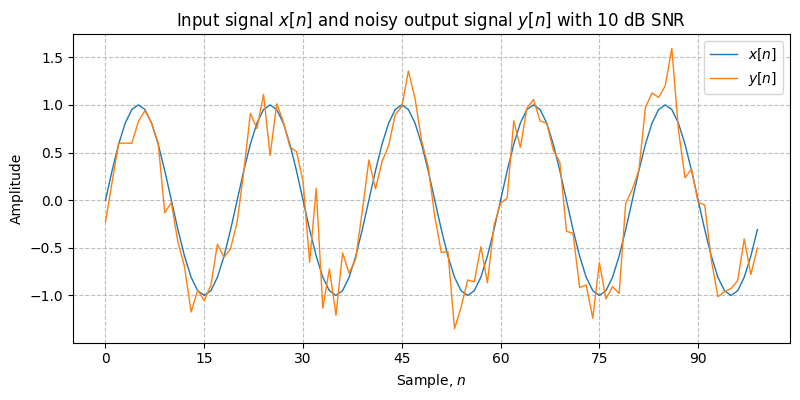 Input signal x[n] and noisy output signal y[n] with 10 dB SNR
x[n]
y[n]
Amplitude
1.5
1.0
0.5
0.0
−0.5
−1.0
0 15 30 45 60 75 90
Sample, n